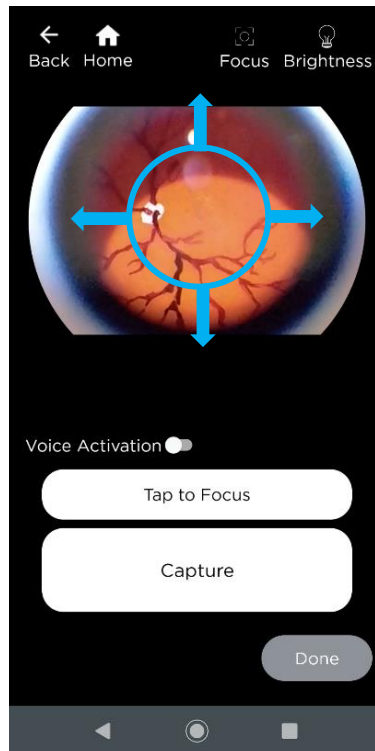 Back Home Focus Brightness
Voice Activation
Tap to Focus
Capture
Done